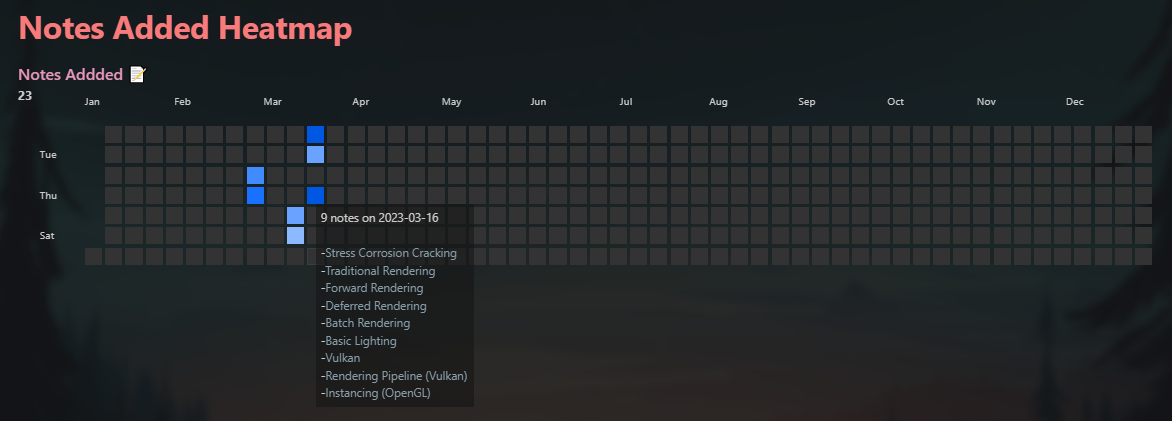 Notes Added Heatmap
Notes Addded 📝
23
Jan Feb Mar Apr May Jun Jul Aug Sep Oct Nov Dec
Tue
Thu
Sat
9 notes on 2023-03-16
-Stress Corrosion Cracking
-Traditional Rendering
-Forward Rendering
-Deferred Rendering
-Batch Rendering
-Basic Lighting
-Vulkan
-Rendering Pipeline (Vulkan)
-Instancing (OpenGL)